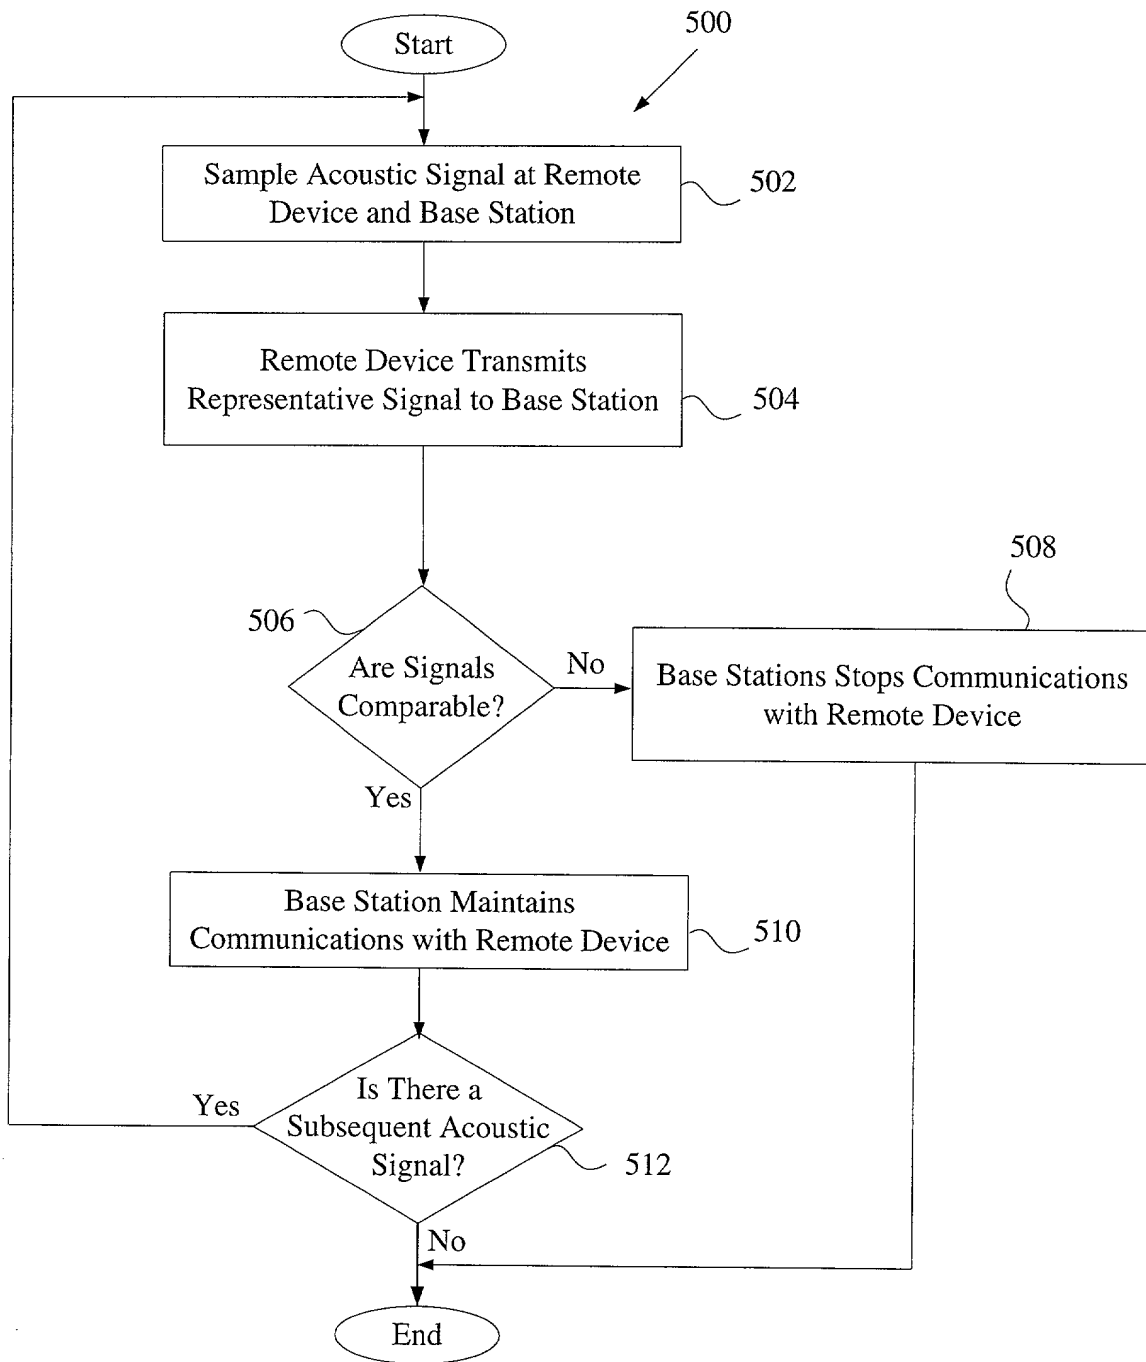 Start
500
Sample Acoustic Signal at Remote
Device and Base Station
502
Remote Device Transmits
Representative Signal to Base Station
504
506
Are Signals
Comparable?
No
508
Base Stations Stops Communications
with Remote Device
Yes
Base Station Maintains
Communications with Remote Device
510
Is There a
Subsequent Acoustic
Signal?
Yes
512
No
End